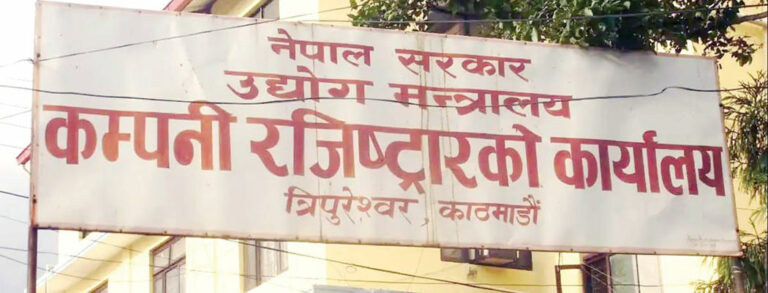 नेपाल सरकार
उद्योग मन्त्रालय
कम्पनी रजिष्ट्रारको कार्यालय
त्रिपुरेश्वर, काठमाडौं